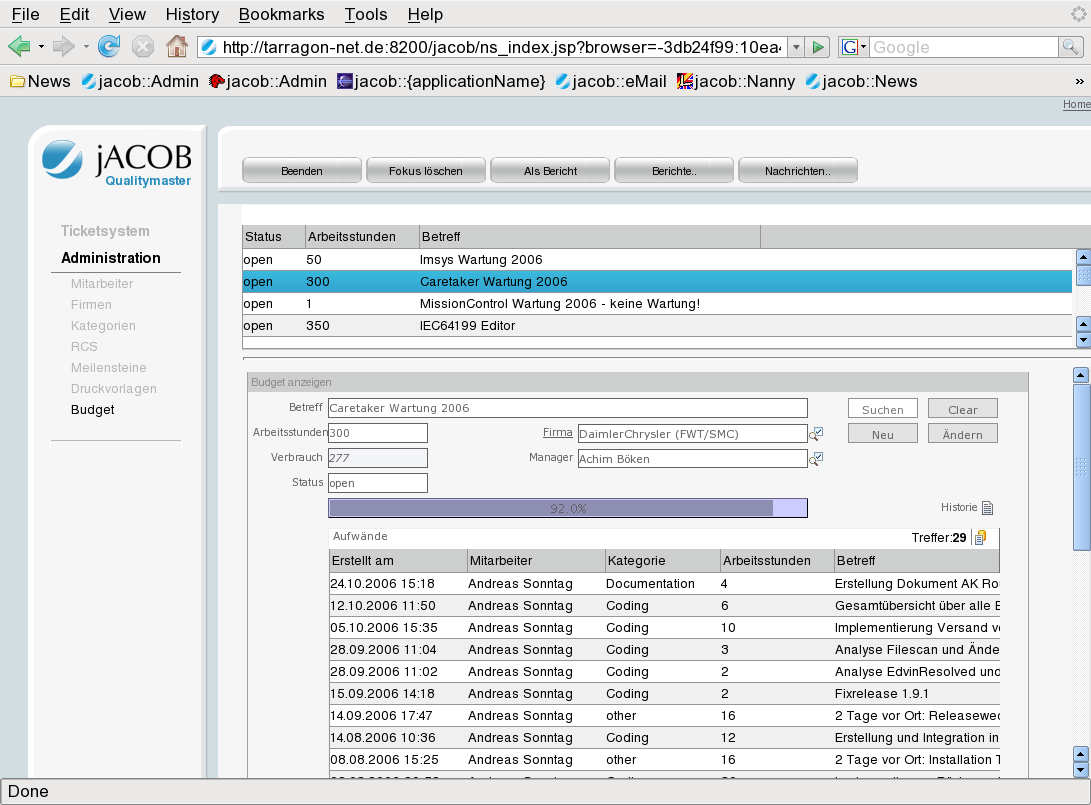 File Edit View History Bookmarks Tools Help
http://tarragon-net.de:8200/jacob/ns_index.jsp?browser=-3db24f99:10ea4 G Google
News jacob::Admin jacob::Admin jacob::{applicationName} jacob::eMail jacob::Nanny jacob::News »
Home
jACOB
Qualitymaster
Beenden Fokus löschen Als Bericht Berichte.. Nachrichten..
Ticketsystem
Administration
Mitarbeiter
Firmen
Kategorien
RCS
Meilensteine
Druckvorlagen
Budget
Status Arbeitsstunden Betreff
open 50 Imsys Wartung 2006
open 300 Caretaker Wartung 2006
open 1 MissionControl Wartung 2006 - keine Wartung!
open 350 IEC64199 Editor
Budget anzeigen
Betreff Caretaker Wartung 2006 Suchen Clear
Arbeitsstunden 300 Firma DaimlerChrysler (FWT/SMC) Neu Ändern
Verbrauch 277 Manager Achim Böken
Status open
92.0% Historie
Aufwände Treffer:29
Erstellt am Mitarbeiter Kategorie Arbeitsstunden Betreff
24.10.2006 15:18 Andreas Sonntag Documentation 4 Erstellung Dokument AK Ro
12.10.2006 11:50 Andreas Sonntag Coding 6 Gesamtübersicht über alle E
05.10.2006 15:35 Andreas Sonntag Coding 10 Implementierung Versand v
28.09.2006 11:04 Andreas Sonntag Coding 3 Analyse Filescan und Ände
28.09.2006 11:02 Andreas Sonntag Coding 2 Analyse EdvinResolved und
15.09.2006 14:18 Andreas Sonntag Coding 2 Fixrelease 1.9.1
14.09.2006 17:47 Andreas Sonntag other 16 2 Tage vor Ort: Releasewec
14.08.2006 10:36 Andreas Sonntag Coding 12 Erstellung und Integration in
08.08.2006 15:25 Andreas Sonntag other 16 2 Tage vor Ort: Installation T
Done